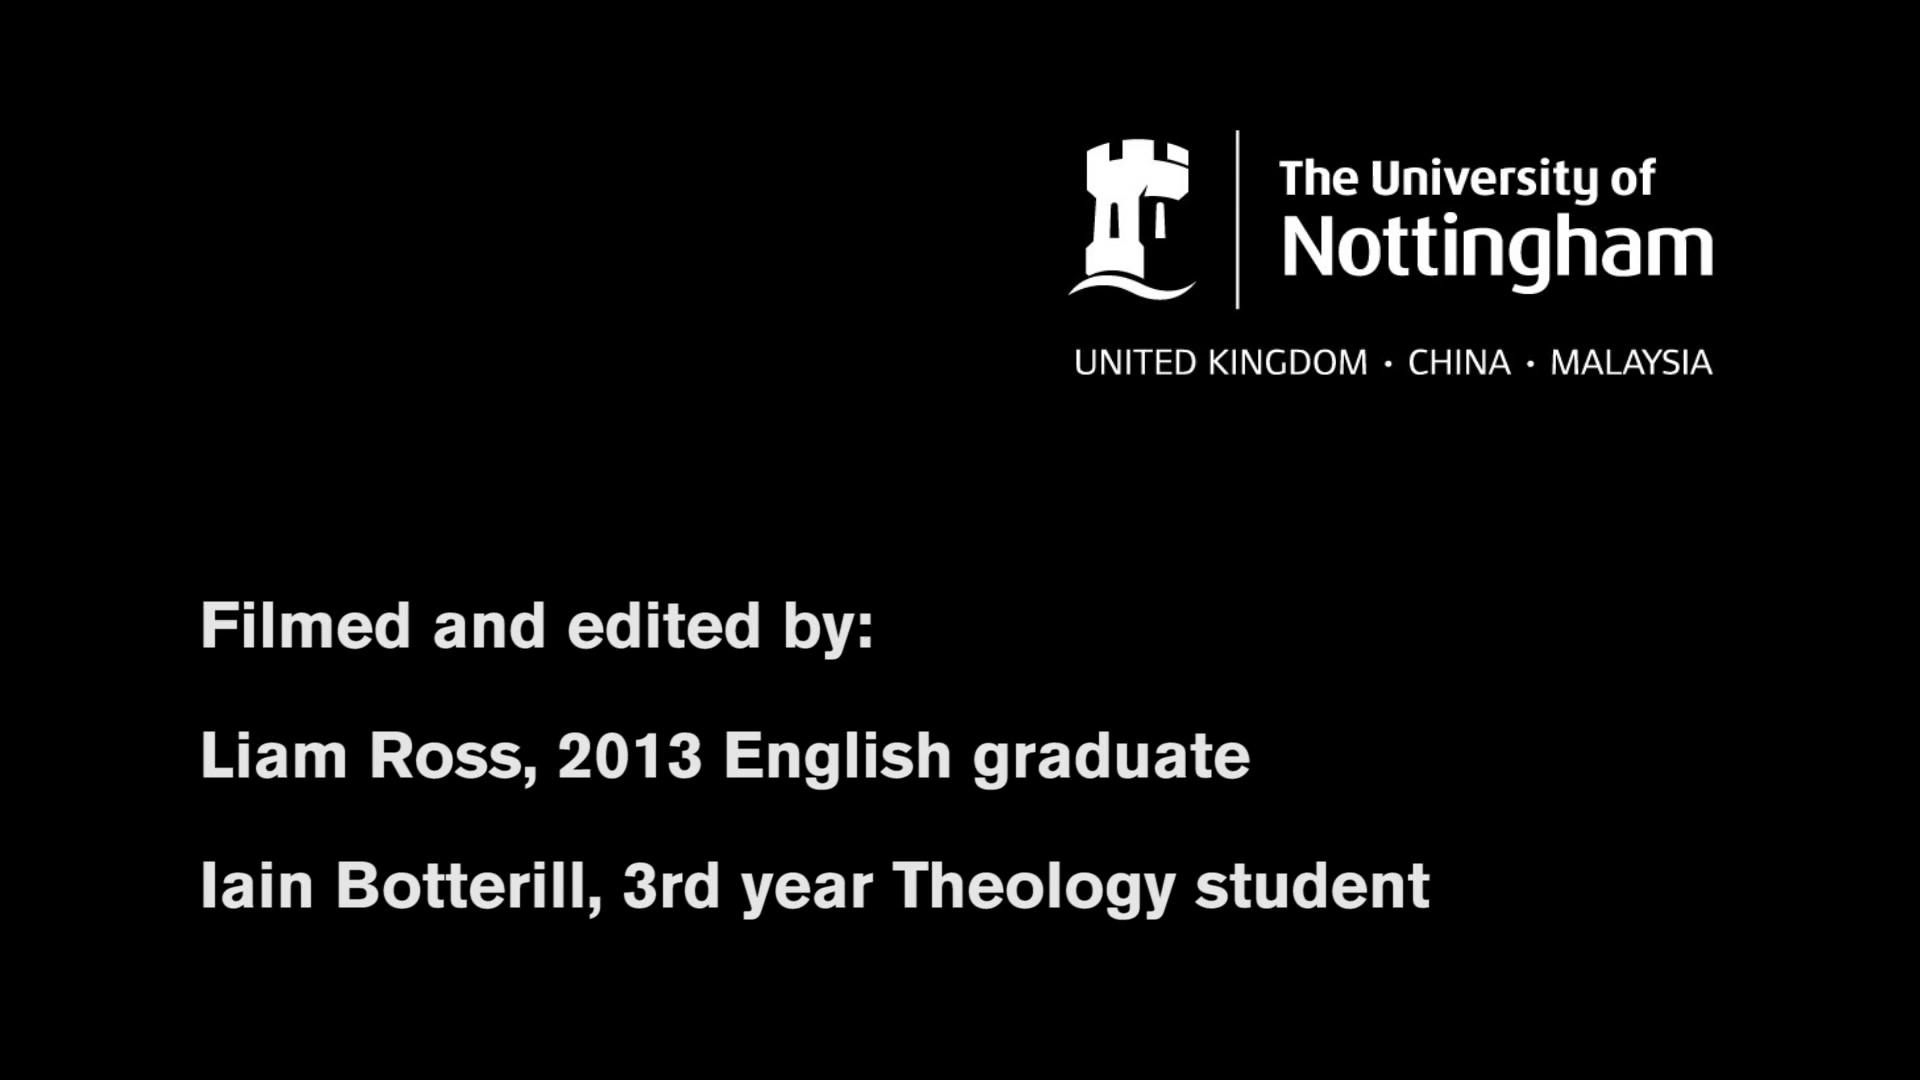 The University of
Nottingham
UNITED KINGDOM • CHINA • MALAYSIA
Filmed and edited by:
Liam Ross, 2013 English graduate
Iain Botterill, 3rd year Theology student